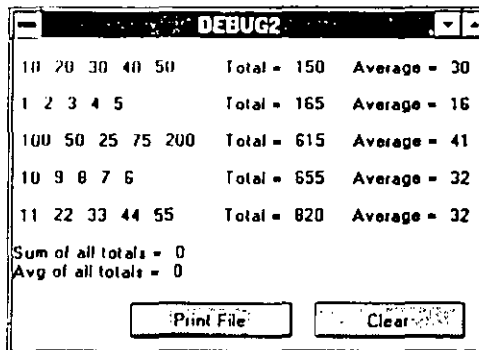 DEBUG2
10 20 30 40 50 Total = 150 Average = 30
1 2 3 4 5 Total = 165 Average = 16
100 50 25 75 200 Total = 615 Average = 41
10 9 8 7 6 Total = 655 Average = 32
11 22 33 44 55 Total = 820 Average = 32
Sum of all totals = 0
Avg of all totals = 0
Print File Clear